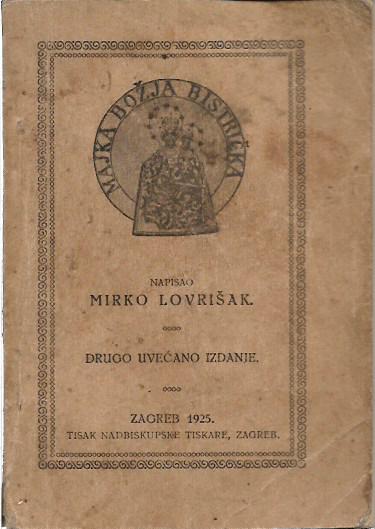 MAJKA BOŽJA BISTRIČKA
NAPISAO
MIRKO LOVRIŠAK.
DRUGO UVEĆANO IZDANJE.
ZAGREB 1925.
TISAK NADBISKUPSKE TISKARE, ZAGREB.